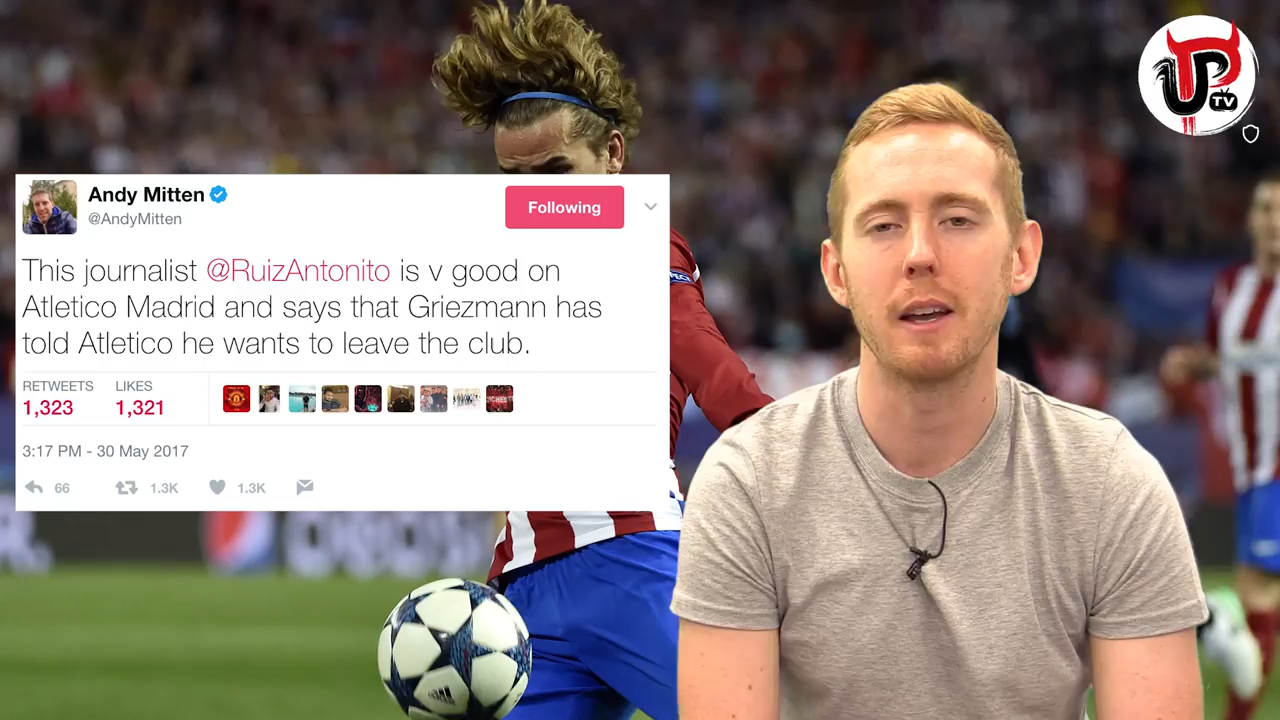 Andy Mitten
@AndyMitten
Following
This journalist @RuizAntonito is v good on
Atletico Madrid and says that Griezmann has
told Atletico he wants to leave the club.
RETWEETS LIKES
1,323 1,321
3:17 PM - 30 May 2017
66 1.3K 1.3K
UP
TV